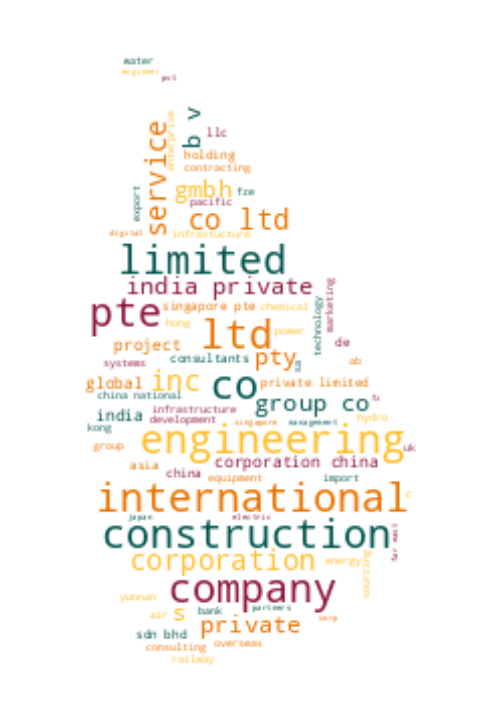 water
engineer
pvt
b v
service
enterprise
llc
holding
contracting
gmbh
fze
export
pacific
co ltd
digital
infrastucture
limited
india private
marketing
technology
pte
singapore pte
chemical
hong
ltd
power
project
de
consultants
pty
ab
systems
global
inc
co
private limited
china national
group co
india
infrastructure
development
singapore
management
hydro
kong
engineering
group
uk
corporation china
asia
china
equipment
import
international
c
japan
electric
construction
far east
corporation
energy
sourcing
company
yunnan
partners
air
s
bank
corp
private
sdn bhd
overseas
consulting
railway